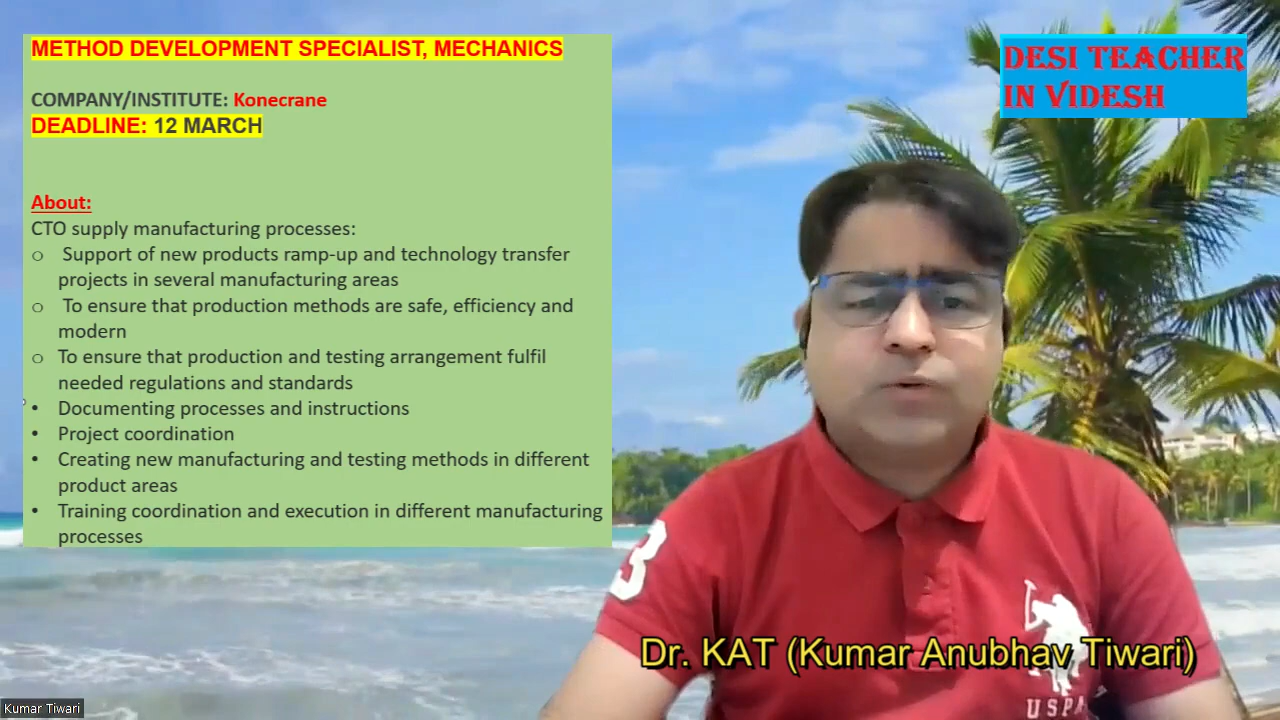 METHOD DEVELOPMENT SPECIALIST, MECHANICS
COMPANY/INSTITUTE: Konecrane
DEADLINE: 12 MARCH
About:
CTO supply manufacturing processes:
o Support of new products ramp-up and technology transfer
projects in several manufacturing areas
o To ensure that production methods are safe, efficiency and
modern
o To ensure that production and testing arrangement fulfil
needed regulations and standards
• Documenting processes and instructions
• Project coordination
• Creating new manufacturing and testing methods in different
product areas
• Training coordination and execution in different manufacturing
processes
DESI TEACHER
IN VIDESH
3
Dr. KAT (Kumar Anubhav Tiwari)
USPA
Kumar Tiwari